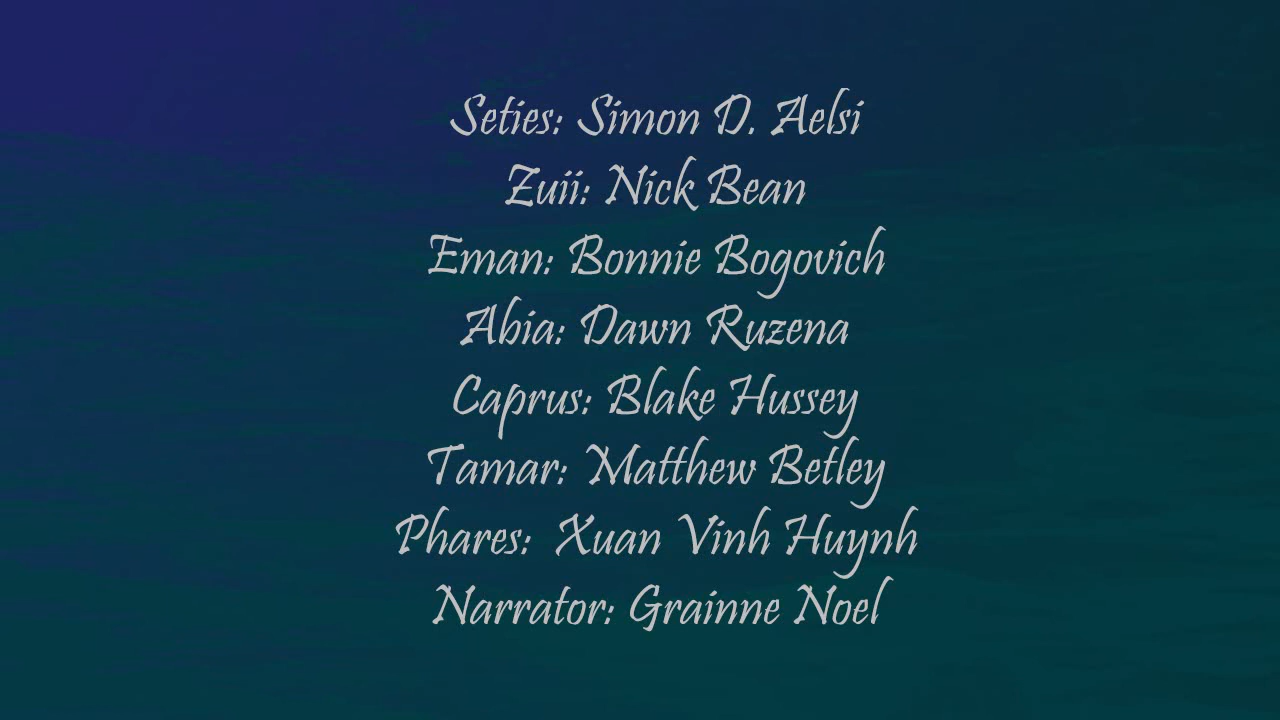 Seties: Simon D. Aelsi
Zuii: Nick Bean
Eman: Bonnie Bogovich
Abia: Dawn Ruzena
Caprus: Blake Hussey
Tamar: Matthew Betley
Phares: Xuan Vinh Huynh
Narrator: Grainne Noel